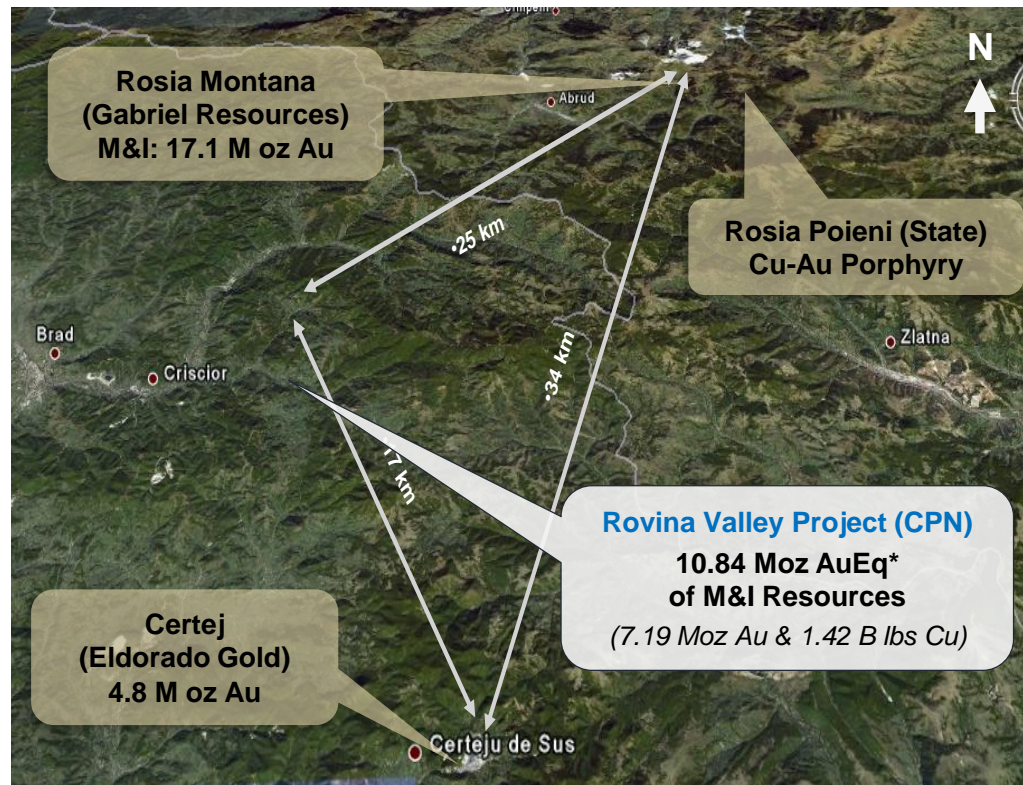 Rosia Montana
(Gabriel Resources)
M&I: 17.1 M oz Au
N
Abrud
Rosia Poieni (State)
Cu-Au Porphyry
•25 km
Brad
Criscior
•34 km
Zlatna
•17 km
Rovina Valley Project (CPN)
10.84 Moz AuEq*
of M&I Resources
(7.19 Moz Au & 1.42 B lbs Cu)
Certej
(Eldorado Gold)
4.8 M oz Au
Certeju de Sus